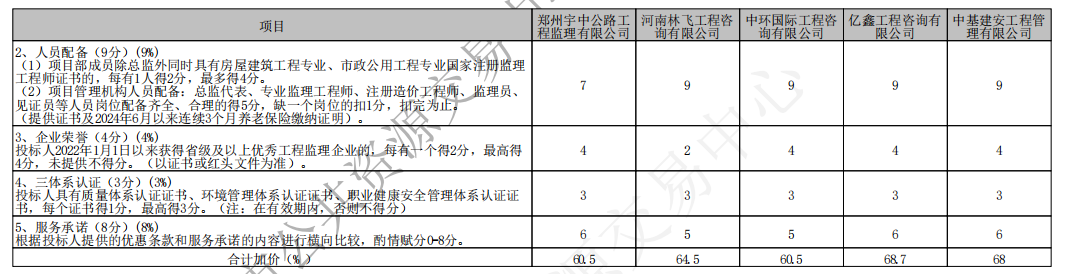 项目 郑州宇中公路工程监理有限公司 河南林飞工程咨询有限公司 中环国际工程咨询有限公司 亿鑫工程咨询有限公司 中基建安工程管理有限公司
2、人员配备（9分）(9%)
（1）项目部成员除总监外同时具有房屋建筑工程专业、市政公用工程专业国家注册监理
工程师证书的，每有1人得2分，最多得4分。
（2）项目管理机构人员配备：总监代表、专业监理工程师、注册造价工程师、监理员、
见证员等人员岗位配备齐全、合理的得5分，缺一个岗位的扣1分，扣完为止。
（提供证书及2024年6月以来连续3个月养老保险缴纳证明）。
7 9 9 9 9
3、企业荣誉（4分）(4%)
投标人2022年1月1日以来获得省级及以上优秀工程监理企业的，每有一个得2分，最高得
4分，未提供不得分。（以证书或红头文件为准）。
4 2 4 4 4
4、三体系认证（3分）(3%)
投标人具有质量体系认证证书、环境管理体系认证证书、职业健康安全管理体系认证证
书，每个证书得1分，最高得3分。（注：在有效期内，否则不得分）
3 3 3 3 3
5、服务承诺（8分）(8%)
根据投标人提供的优惠条款和服务承诺的内容进行横向比较，酌情赋分0-8分。
6 5 5 6 6
合计加价(%) 60.5 64.5 60.5 68.7 68
公共资源交易中
源交易中心